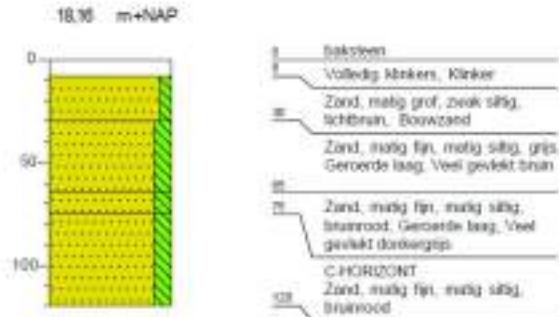 18,16 m+NAP
0
50
100
0
baksteen
8
Volledig klinkers, Klinker
30
Zand, matig grof, zwak siltig,
lichtbruin, Bouwzand
Zand, matig fijn, matig siltig, grijs,
Geroerde laag, Veel gevlekt bruin
65
75
Zand, matig fijn, matig siltig,
bruinrood, Geroerde laag, Veel
gevlekt donkergrijs
C-HORIZONT
Zand, matig fijn, matig siltig,
120
bruinrood